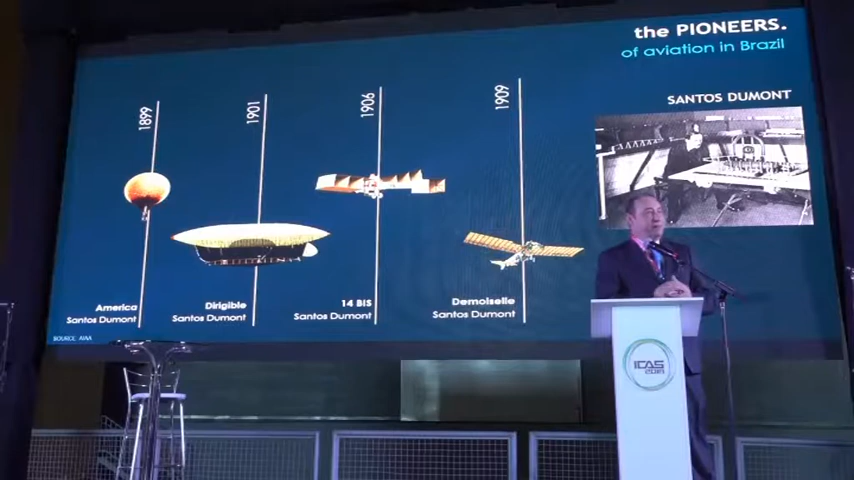 the PIONEERS.
of aviation in Brazil
SANTOS DUMONT
1899
1901
1906
1909
America
Santos Dumont
Dirigible
Santos Dumont
14 BIS
Santos Dumont
Demoiselle
Santos Dumont
SOURCE: AIAA
ICAS